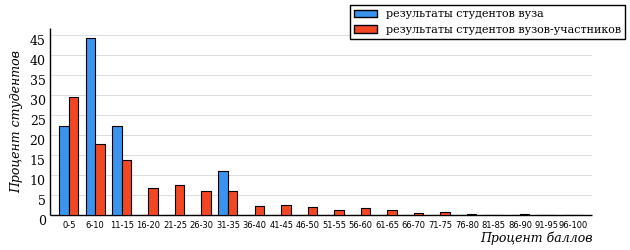 результаты студентов вуза
результаты студентов вузов-участников
Процент студентов
45
40
35
30
25
20
15
10
5
0
0-5 6-10 11-15 16-20 21-25 26-30 31-35 36-40 41-45 46-50 51-55 56-60 61-65 66-70 71-75 76-80 81-85 86-90 91-95 96-100
Процент баллов